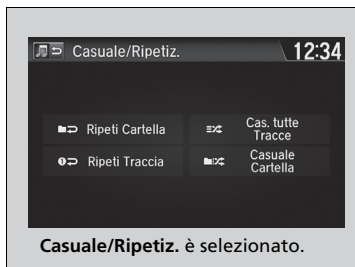 Casuale/Ripetiz.
12:34
Ripeti Cartella
Cas. tutte
Tracce
Ripeti Traccia
Casuale
Cartella
Casuale/Ripetiz. è selezionato.